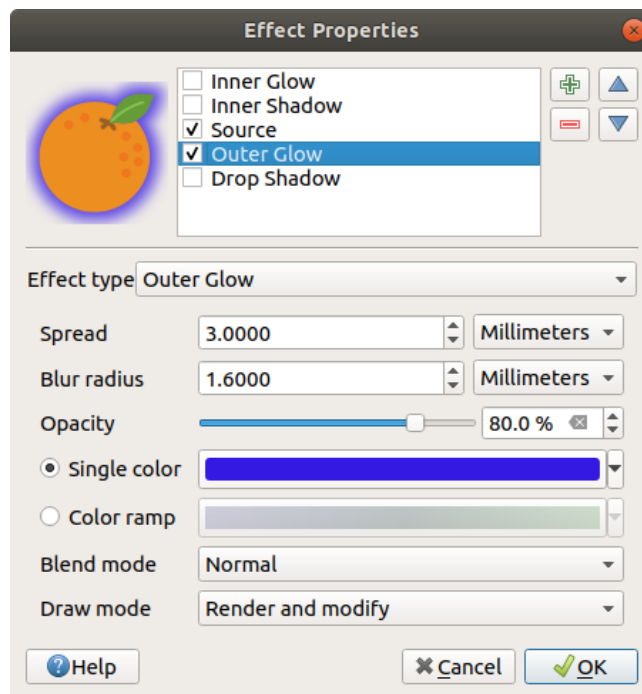 Effect Properties
Inner Glow
Inner Shadow
Source
Outer Glow
Drop Shadow
Effect type Outer Glow
Spread 3.0000 Millimeters
Blur radius 1.6000 Millimeters
Opacity 80.0 %
Single color
Color ramp
Blend mode Normal
Draw mode Render and modify
Help Cancel OK